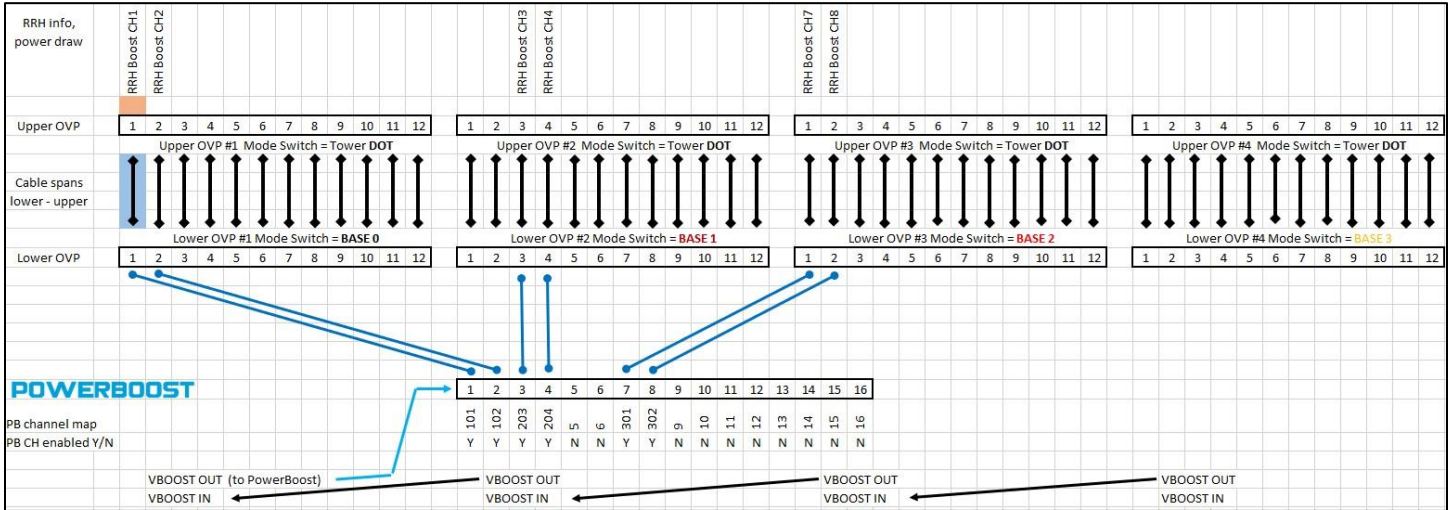 RRH info,
power draw
RRH Boost CH1
RRH Boost CH2
RRH Boost CH3
RRH Boost CH4
RRH Boost CH7
RRH Boost CH8
Upper OVP 1 2 3 4 5 6 7 8 9 10 11 12 1 2 3 4 5 6 7 8 9 10 11 12 1 2 3 4 5 6 7 8 9 10 11 12 1 2 3 4 5 6 7 8 9 10 11 12
Upper OVP #1 Mode Switch = Tower DOT Upper OVP #2 Mode Switch = Tower DOT Upper OVP #3 Mode Switch = Tower DOT Upper OVP #4 Mode Switch = Tower DOT
Cable spans
lower - upper
Lower OVP #1 Mode Switch = BASE 0 Lower OVP #2 Mode Switch = BASE 1 Lower OVP #3 Mode Switch = BASE 2 Lower OVP #4 Mode Switch = BASE 3
Lower OVP 1 2 3 4 5 6 7 8 9 10 11 12 1 2 3 4 5 6 7 8 9 10 11 12 1 2 3 4 5 6 7 8 9 10 11 12 1 2 3 4 5 6 7 8 9 10 11 12
POWERBOOST 1 2 3 4 5 6 7 8 9 10 11 12 13 14 15 16
PB channel map 101 102 203 204 5 6 301 302 9 10 11 12 13 14 15 16
PB CH enabled Y/N Y Y Y Y N N Y Y N N N N N N N N
VBOOST OUT (to PowerBoost) VBOOST OUT VBOOST OUT VBOOST OUT
VBOOST IN VBOOST IN VBOOST IN VBOOST IN